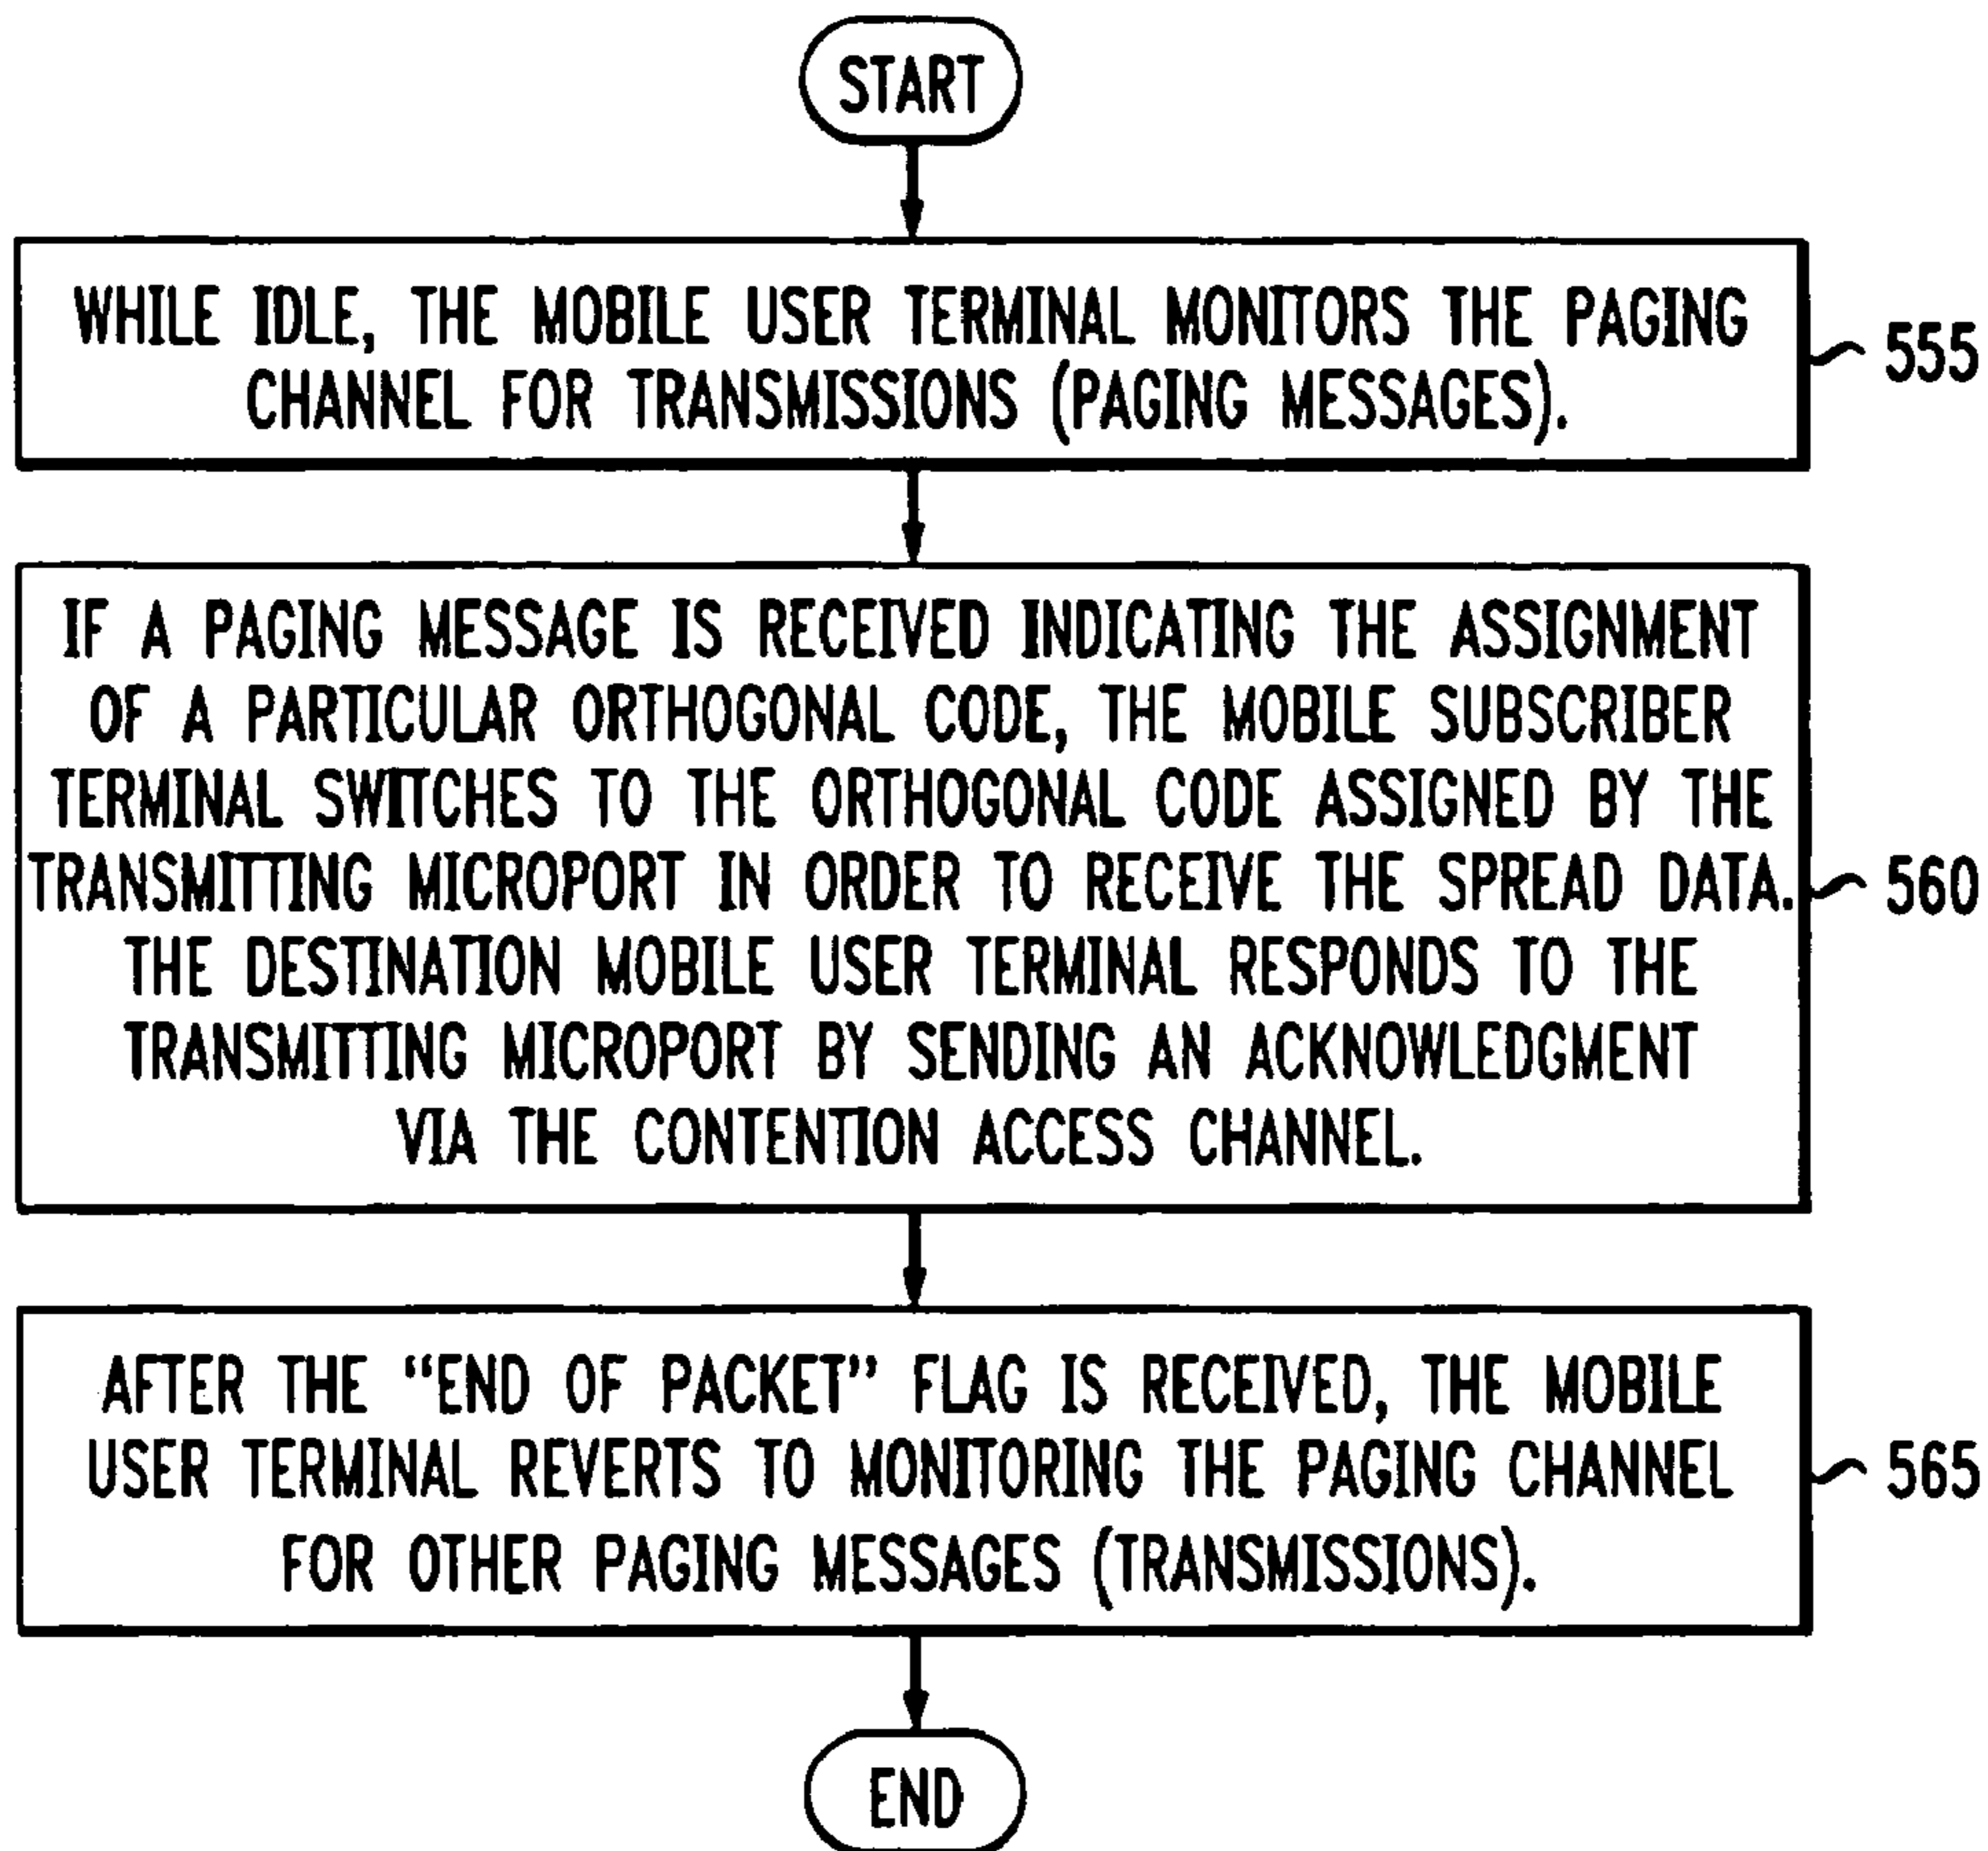 START
WHILE IDLE, THE MOBILE USER TERMINAL MONITORS THE PAGING
CHANNEL FOR TRANSMISSIONS (PAGING MESSAGES).
555
IF A PAGING MESSAGE IS RECEIVED INDICATING THE ASSIGNMENT
OF A PARTICULAR ORTHOGONAL CODE, THE MOBILE SUBSCRIBER
TERMINAL SWITCHES TO THE ORTHOGONAL CODE ASSIGNED BY THE
TRANSMITTING MICROPORT IN ORDER TO RECEIVE THE SPREAD DATA.
THE DESTINATION MOBILE USER TERMINAL RESPONDS TO THE
TRANSMITTING MICROPORT BY SENDING AN ACKNOWLEDGMENT
VIA THE CONTENTION ACCESS CHANNEL.
560
AFTER THE “END OF PACKET” FLAG IS RECEIVED, THE MOBILE
USER TERMINAL REVERTS TO MONITORING THE PAGING CHANNEL
FOR OTHER PAGING MESSAGES (TRANSMISSIONS).
565
END